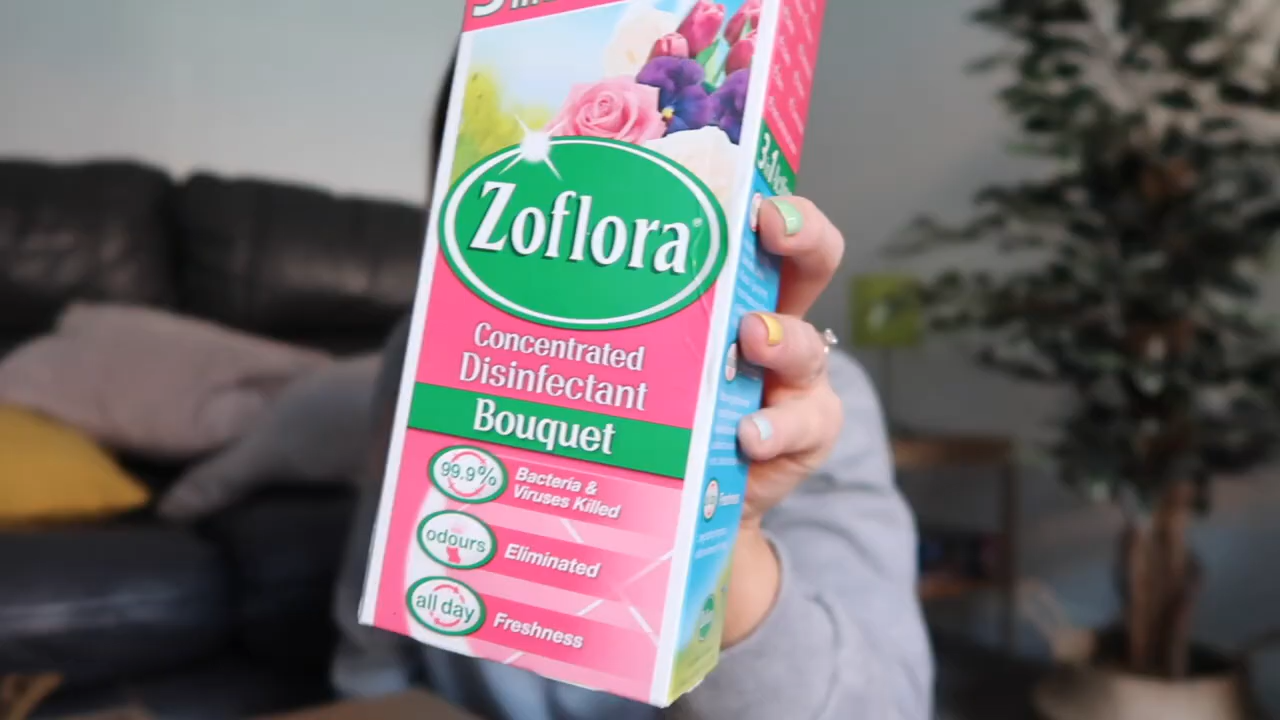 Zoflora
Concentrated
Disinfectant
Bouquet
99.9%
Bacteria &
Viruses Killed
odours
Eliminated
all day
Freshness